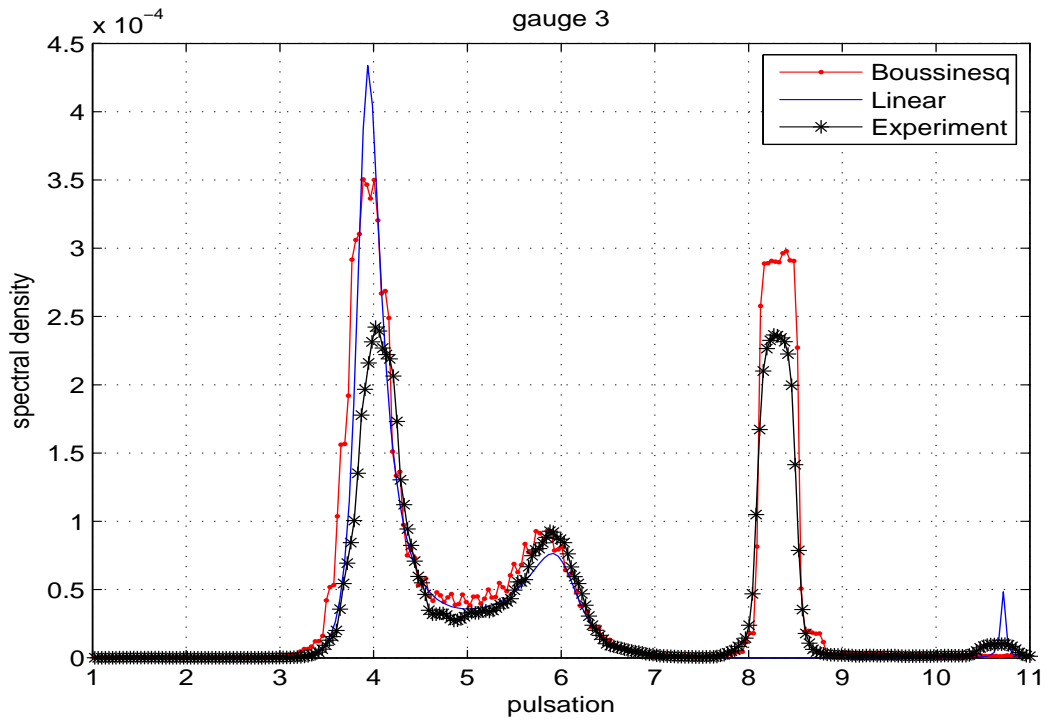 gauge 3
x 10⁻⁴
4.5
4
3.5
3
2.5
2
1.5
1
0.5
0
spectral density
1 2 3 4 5 6 7 8 9 10 11
pulsation
Boussinesq
Linear
Experiment